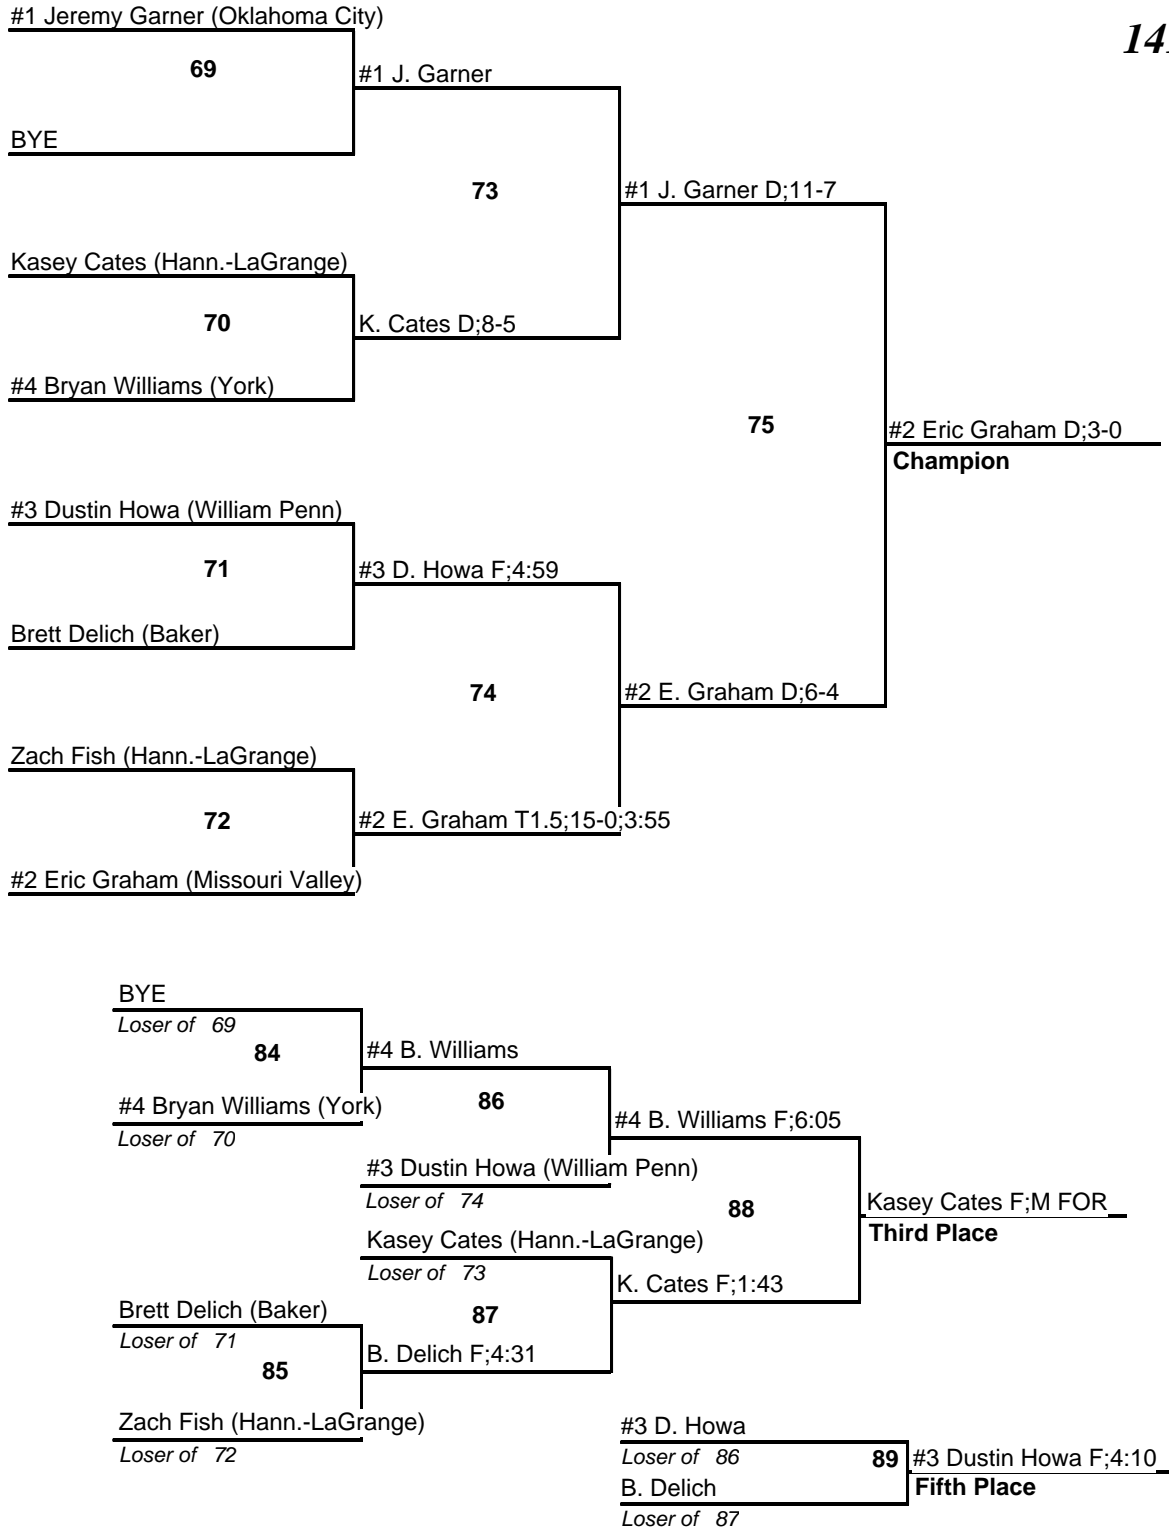 #1 Jeremy Garner (Oklahoma City)
69
#1 J. Garner
BYE
73
#1 J. Garner D;11-7
Kasey Cates (Hann.-LaGrange)
70
K. Cates D;8-5
#4 Bryan Williams (York)
75
#2 Eric Graham D;3-0
Champion
#3 Dustin Howa (William Penn)
71
#3 D. Howa F;4:59
Brett Delich (Baker)
74
#2 E. Graham D;6-4
Zach Fish (Hann.-LaGrange)
72
#2 E. Graham T1.5;15-0;3:55
#2 Eric Graham (Missouri Valley)
BYE
Loser of 69
84
#4 B. Williams
#4 Bryan Williams (York)
Loser of 70
86
#4 B. Williams F;6:05
#3 Dustin Howa (William Penn)
Loser of 74
88
Kasey Cates F;M FOR
Third Place
Kasey Cates (Hann.-LaGrange)
Loser of 73
K. Cates F;1:43
Brett Delich (Baker)
Loser of 71
87
85
B. Delich F;4:31
Zach Fish (Hann.-LaGrange)
Loser of 72
#3 D. Howa
Loser of 86
89
#3 Dustin Howa F;4:10
Fifth Place
B. Delich
Loser of 87